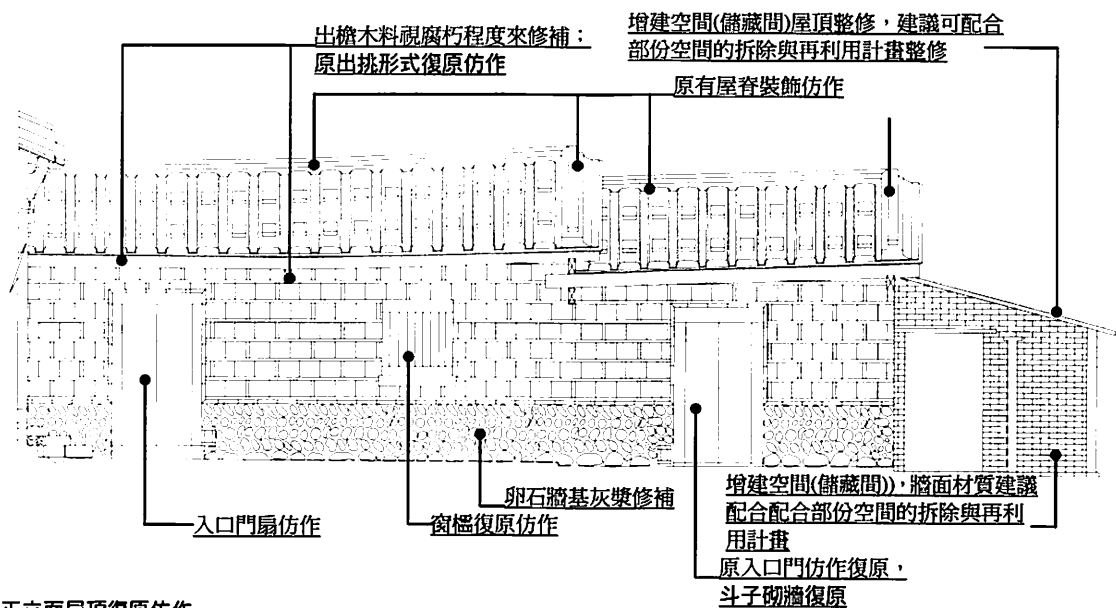 出檐木料視腐朽程度來修補；
原出挑形式復原仿作
增建空間(儲藏間)屋頂整修，建議可配合
部份空間的拆除與再利用計畫整修
原有屋脊裝飾仿作
卵石牆基灰漿修補
入口門扇仿作
窗櫺復原仿作
增建空間(儲藏間))，牆面材質建議
配合配合部份空間的拆除與再利
用計畫
原入口門仿作復原，
斗子砌牆復原
正立面屋頂復原仿作